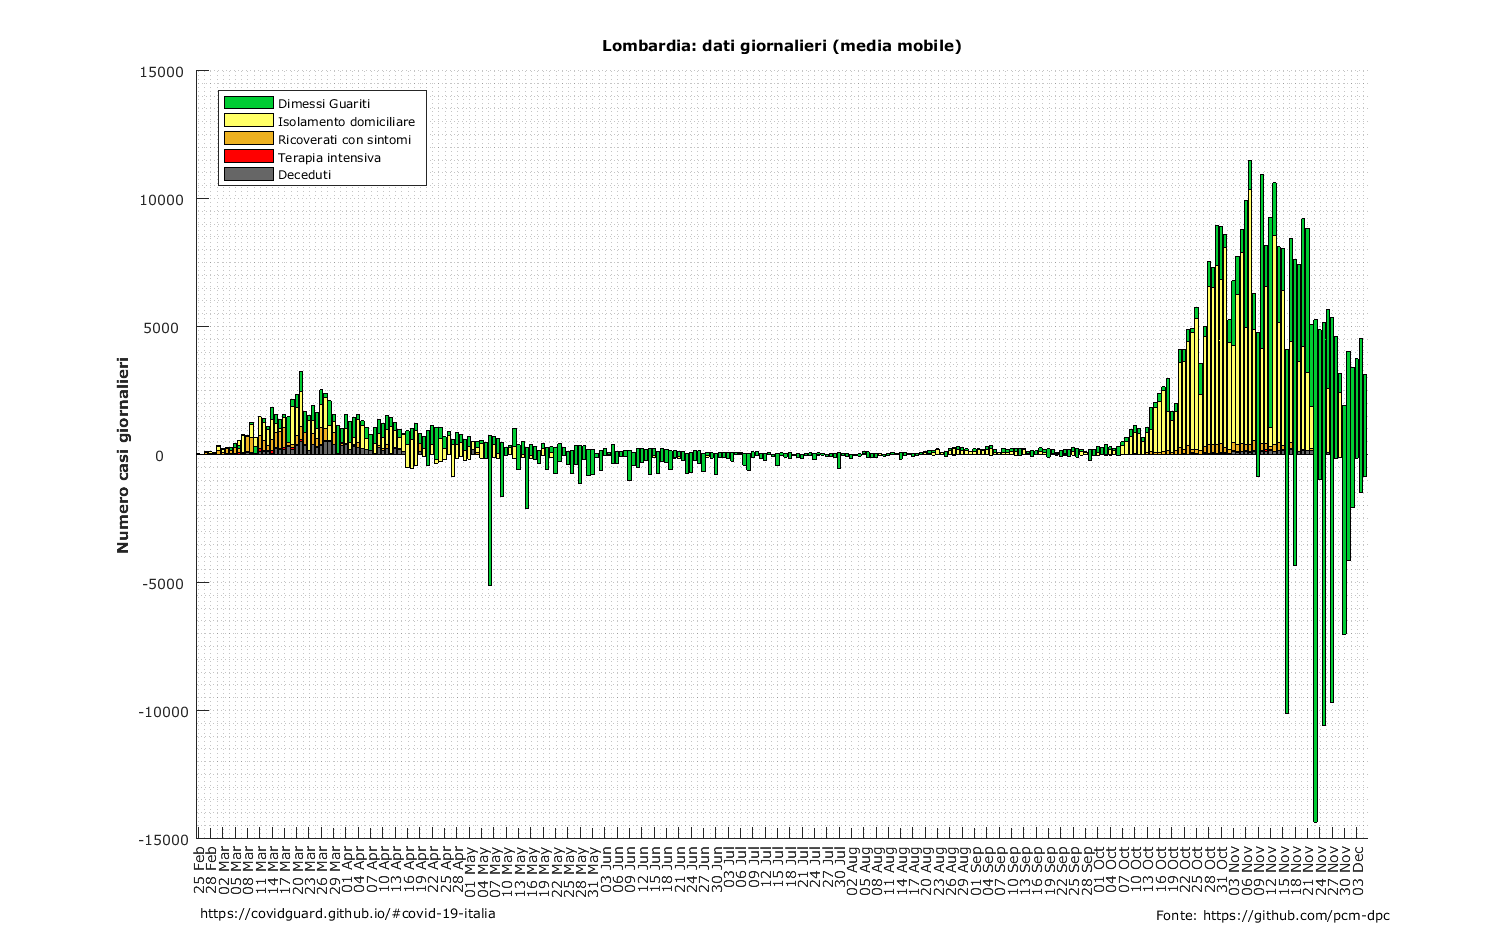 Lombardia: dati giornalieri (media mobile)
15000
10000
5000
0
-5000
-10000
-15000
Numero casi giornalieri
Dimessi Guariti
Isolamento domiciliare
Ricoverati con sintomi
Terapia intensiva
Deceduti
25 Feb
28 Feb
02 Mar
05 Mar
08 Mar
11 Mar
14 Mar
17 Mar
20 Mar
23 Mar
26 Mar
29 Mar
01 Apr
04 Apr
07 Apr
10 Apr
13 Apr
16 Apr
19 Apr
22 Apr
25 Apr
28 Apr
01 May
04 May
07 May
10 May
13 May
16 May
19 May
22 May
25 May
28 May
31 May
03 Jun
06 Jun
09 Jun
12 Jun
15 Jun
18 Jun
21 Jun
24 Jun
27 Jun
30 Jun
03 Jul
06 Jul
09 Jul
12 Jul
15 Jul
18 Jul
21 Jul
24 Jul
27 Jul
30 Jul
02 Aug
05 Aug
08 Aug
11 Aug
14 Aug
17 Aug
20 Aug
23 Aug
26 Aug
29 Aug
01 Sep
04 Sep
07 Sep
10 Sep
13 Sep
16 Sep
19 Sep
22 Sep
25 Sep
28 Sep
01 Oct
04 Oct
07 Oct
10 Oct
13 Oct
16 Oct
19 Oct
22 Oct
25 Oct
28 Oct
31 Oct
03 Nov
06 Nov
09 Nov
12 Nov
15 Nov
18 Nov
21 Nov
24 Nov
27 Nov
30 Nov
03 Dec
https://covidguard.github.io/#covid-19-italia
Fonte: https://github.com/pcm-dpc